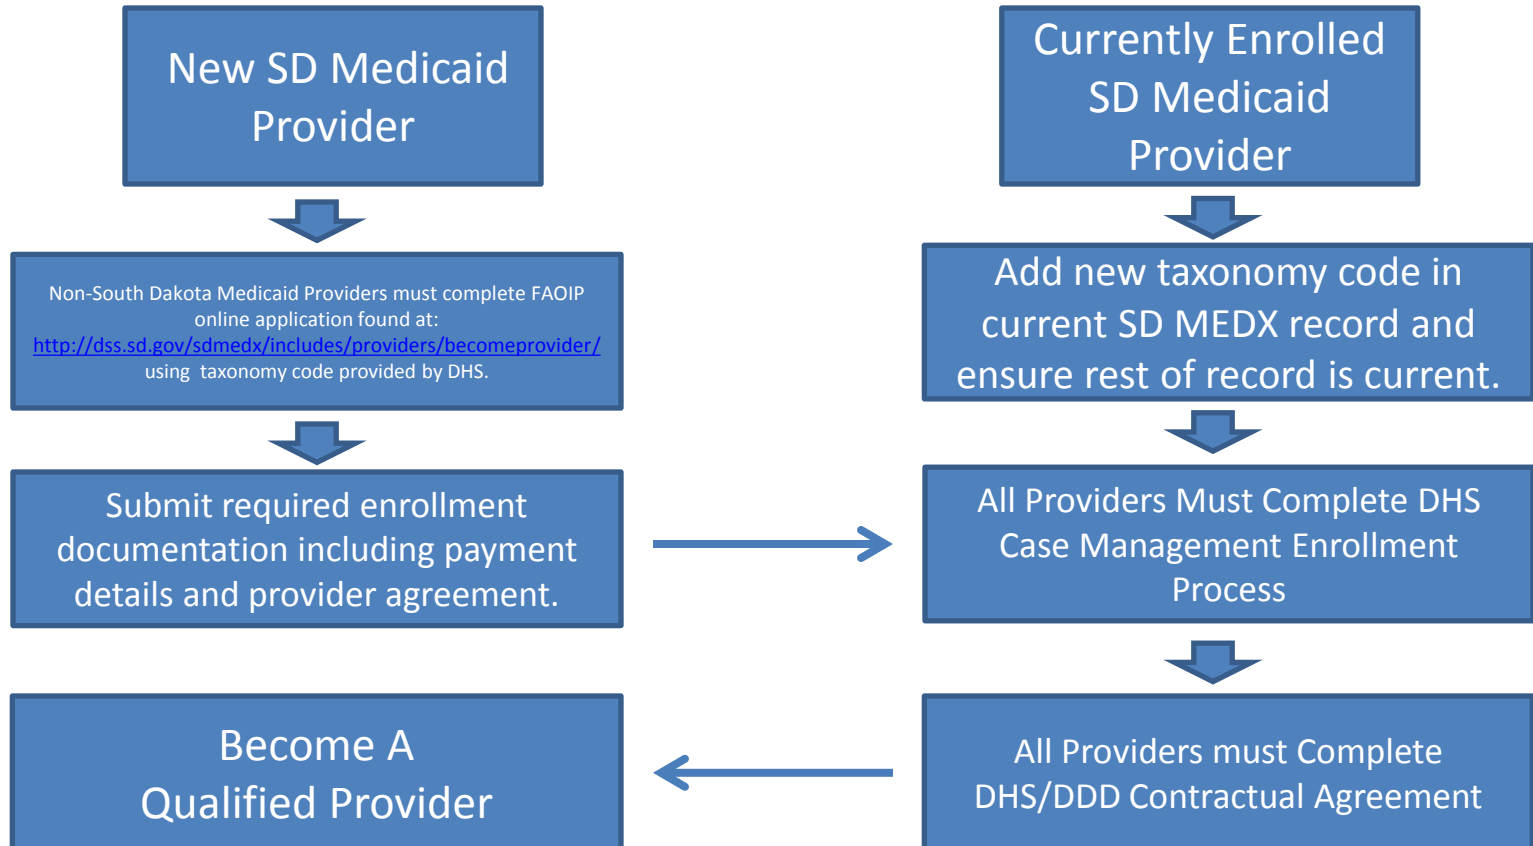 New SD Medicaid
Provider
Non-South Dakota Medicaid Providers must complete FAOIP
online application found at:
http://dss.sd.gov/sdmedx/includes/providers/becomeprovider/
using taxonomy code provided by DHS.
Submit required enrollment
documentation including payment
details and provider agreement.
Currently Enrolled
SD Medicaid
Provider
Add new taxonomy code in
current SD MEDX record and
ensure rest of record is current.
All Providers Must Complete DHS
Case Management Enrollment
Process
All Providers must Complete
DHS/DDD Contractual Agreement
Become A
Qualified Provider